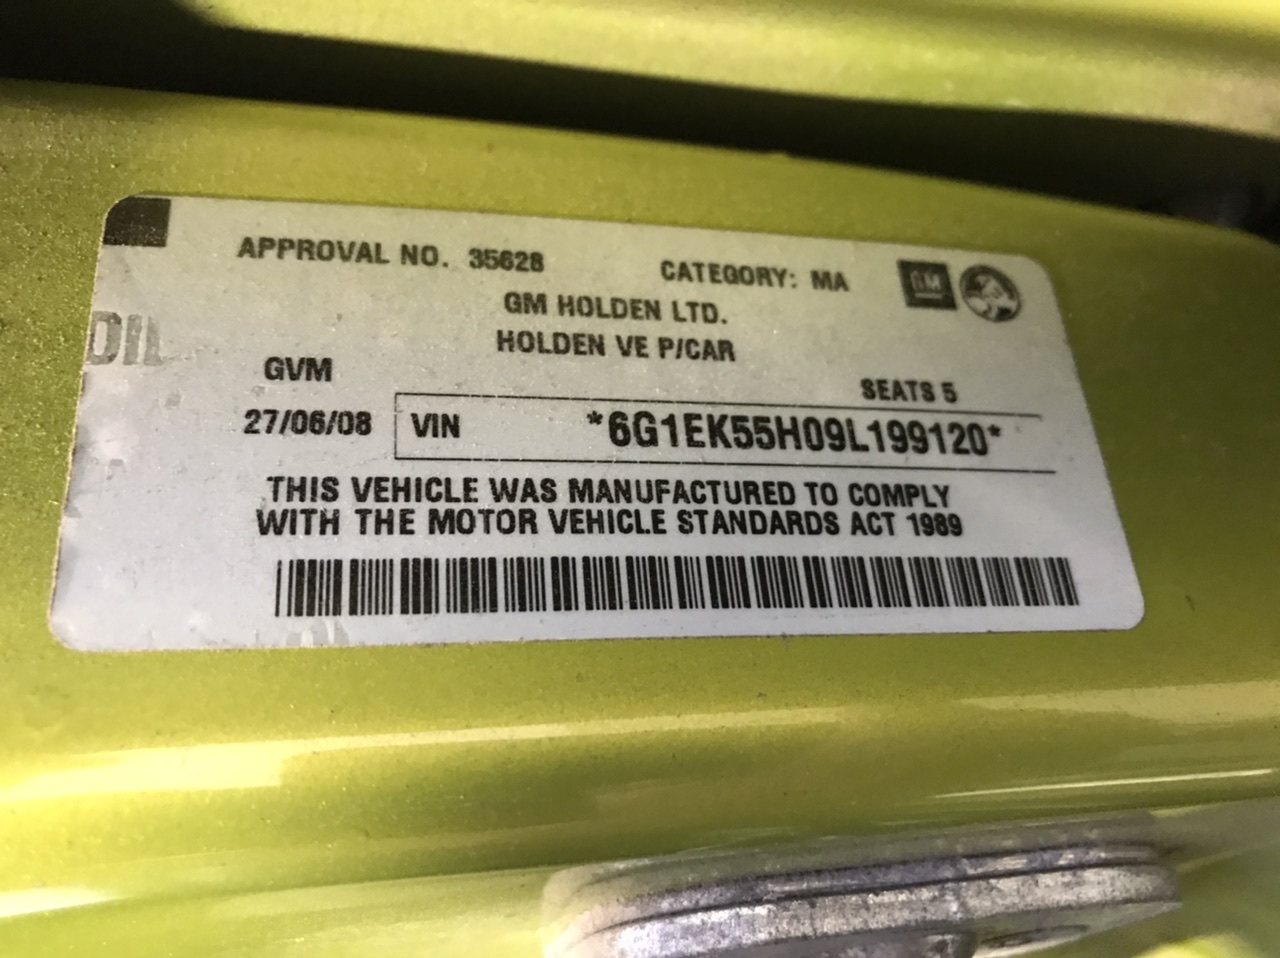 APPROVAL NO. 35628 CATEGORY: MA GM
GM HOLDEN LTD.
HOLDEN VE P/CAR
GVM SEATS 5
27/06/08 VIN *6G1EK55H09L199120*
THIS VEHICLE WAS MANUFACTURED TO COMPLY
WITH THE MOTOR VEHICLE STANDARDS ACT 1989